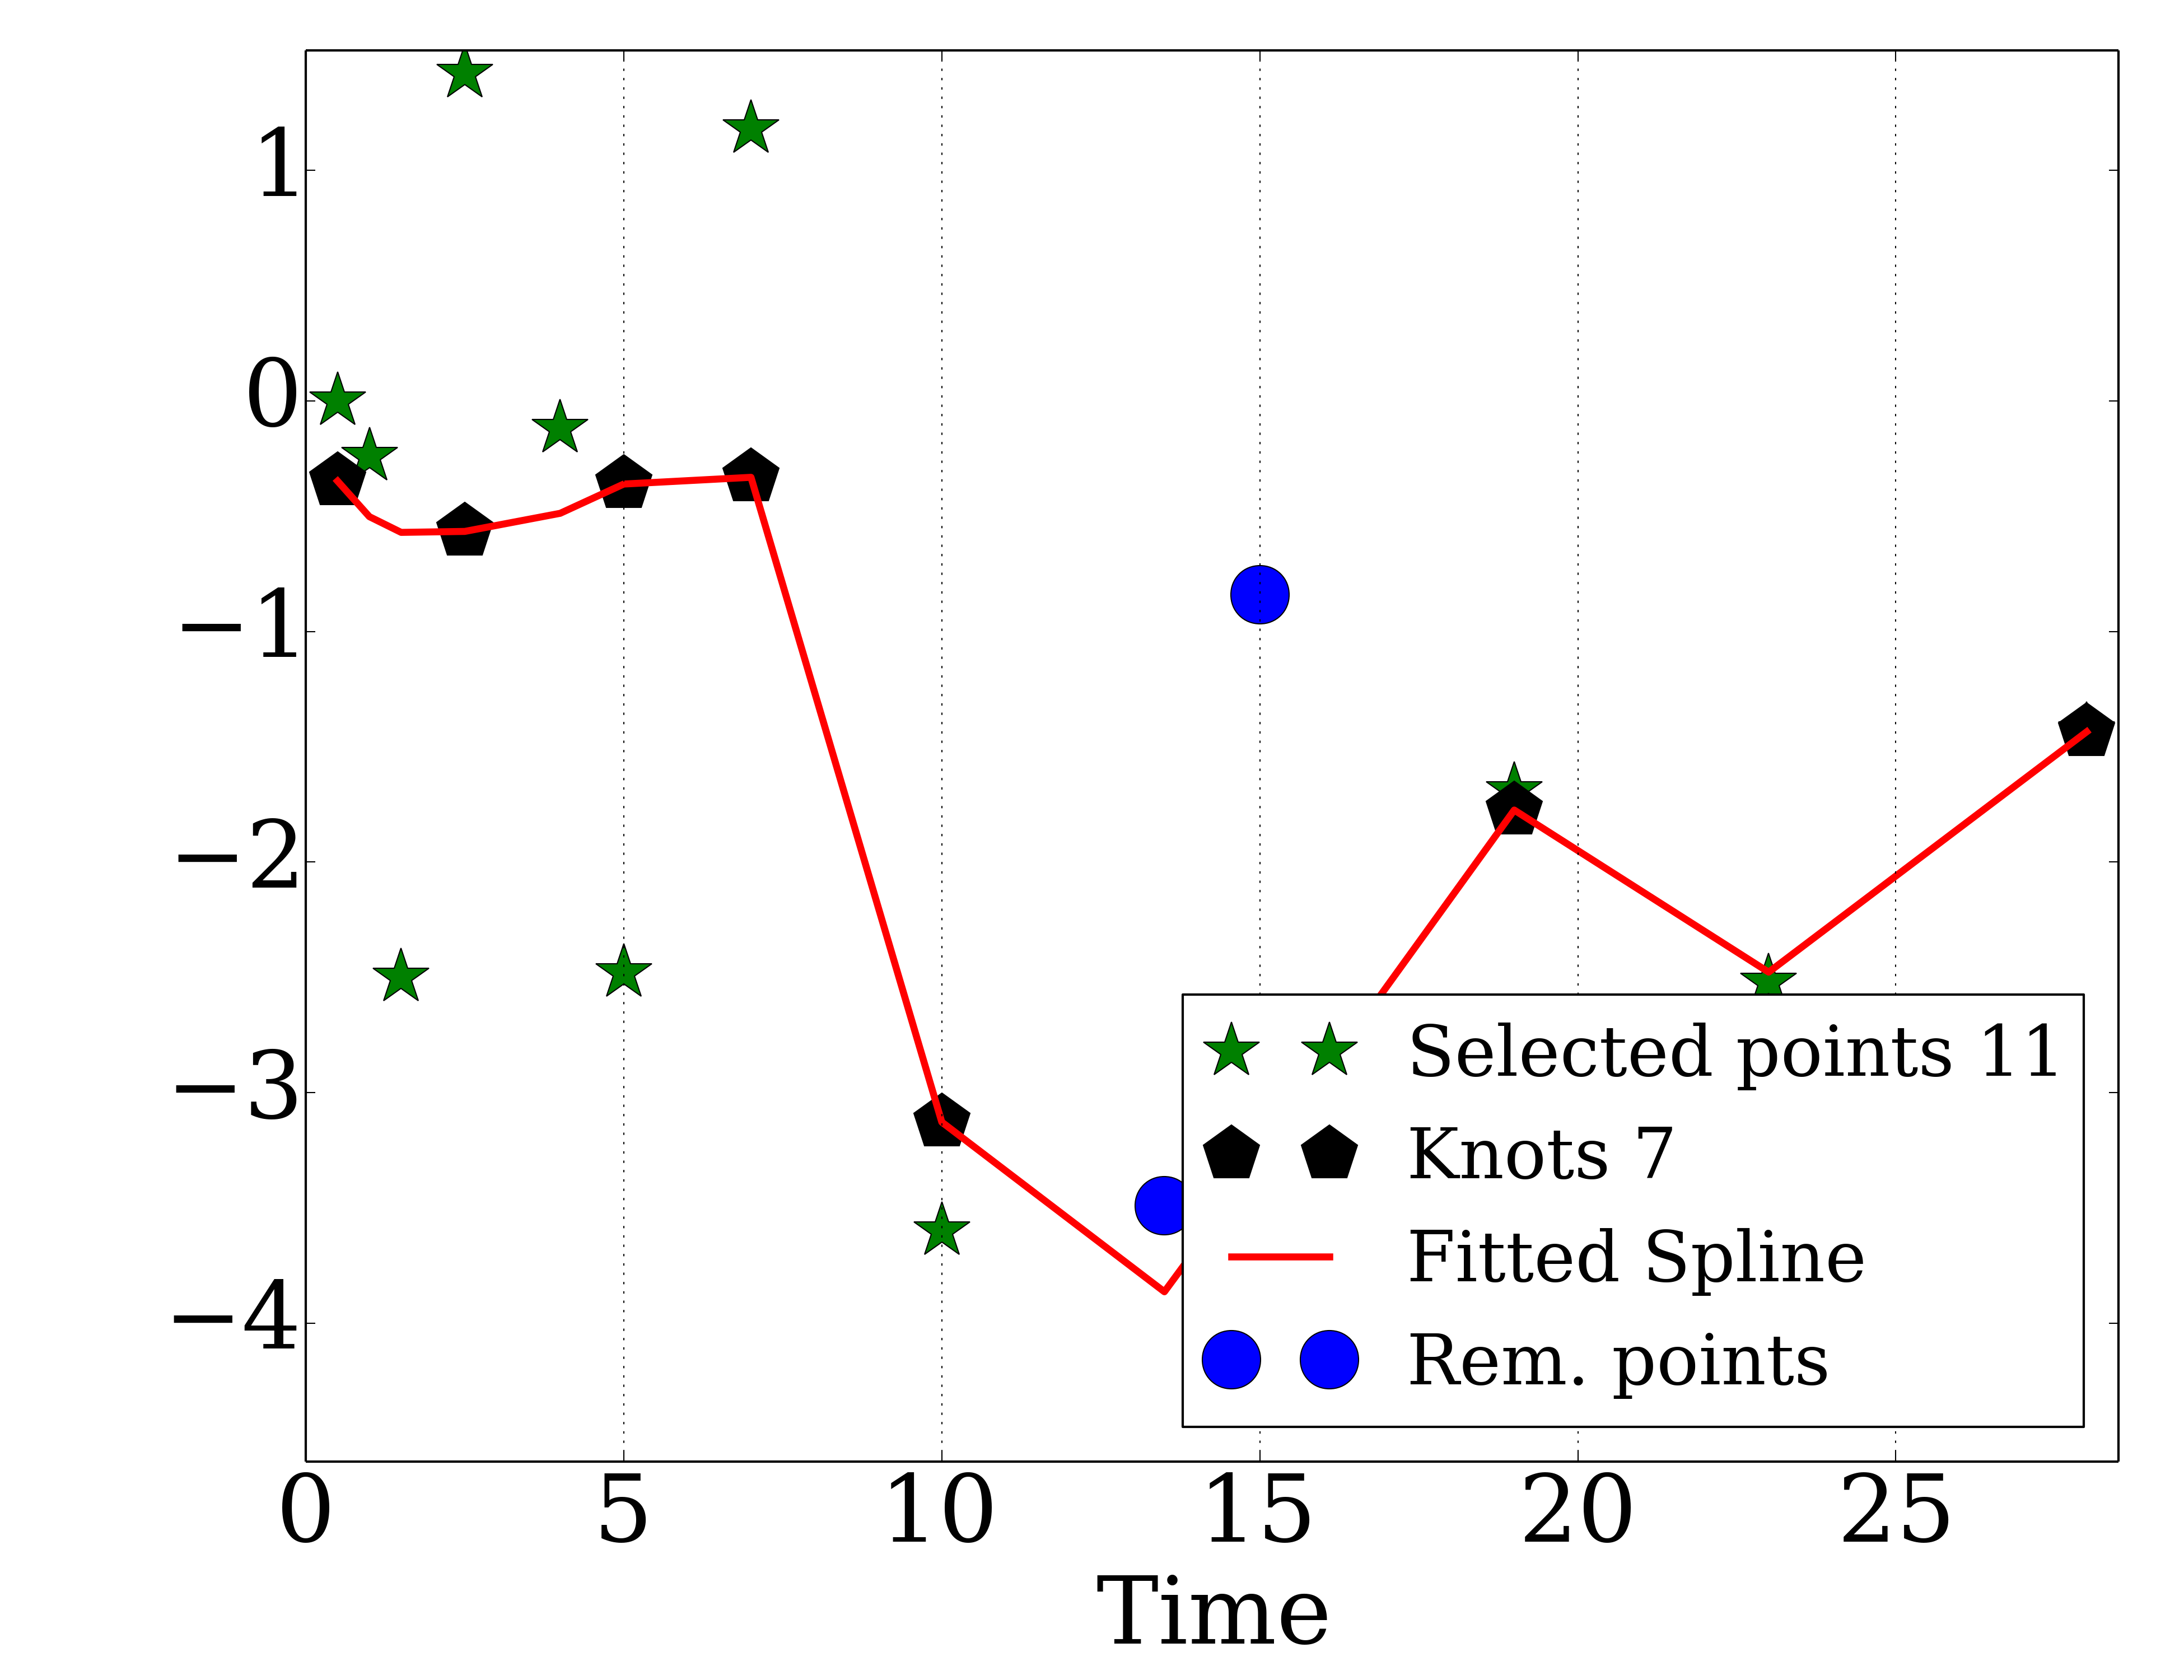 1
0
−1
−2
−3
−4
Selected points 11
Knots 7
Fitted Spline
Rem. points
0 5 10 15 20 25
Time